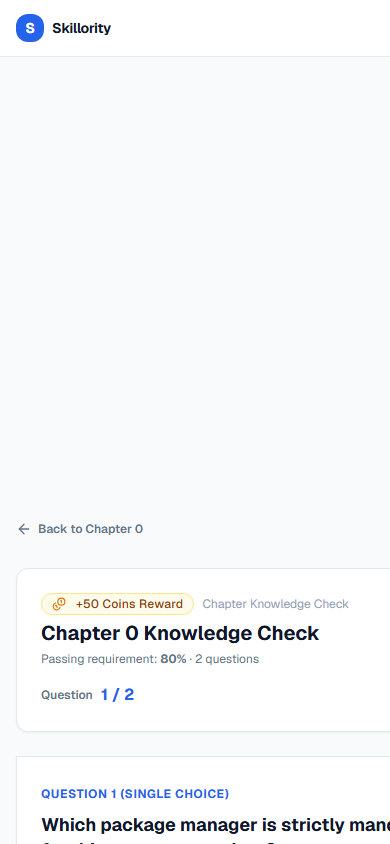 S Skillority
Back to Chapter 0
+50 Coins Reward Chapter Knowledge Check
Chapter 0 Knowledge Check
Passing requirement: 80% · 2 questions
Question 1 / 2
QUESTION 1 (SINGLE CHOICE)
Which package manager is strictly